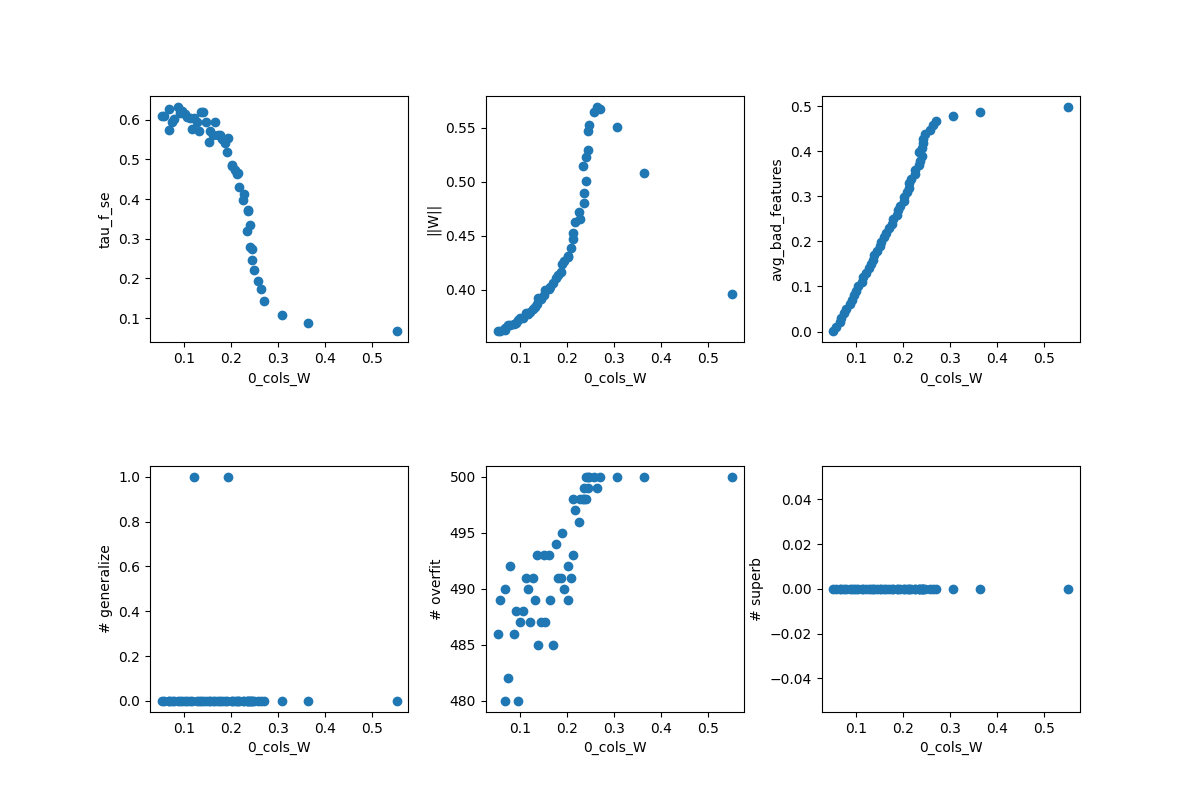 0.6
0.5
0.4
0.3
0.2
0.1
tau_f_se
0.1 0.2 0.3 0.4 0.5
0_cols_W
0.55
0.50
0.45
0.40
||W||
0.1 0.2 0.3 0.4 0.5
0_cols_W
0.5
0.4
0.3
0.2
0.1
0.0
avg_bad_features
0.1 0.2 0.3 0.4 0.5
0_cols_W
1.0
0.8
0.6
0.4
0.2
0.0
# generalize
0.1 0.2 0.3 0.4 0.5
0_cols_W
500
495
490
485
480
# overfit
0.1 0.2 0.3 0.4 0.5
0_cols_W
0.04
0.02
0.00
−0.02
−0.04
# superb
0.1 0.2 0.3 0.4 0.5
0_cols_W